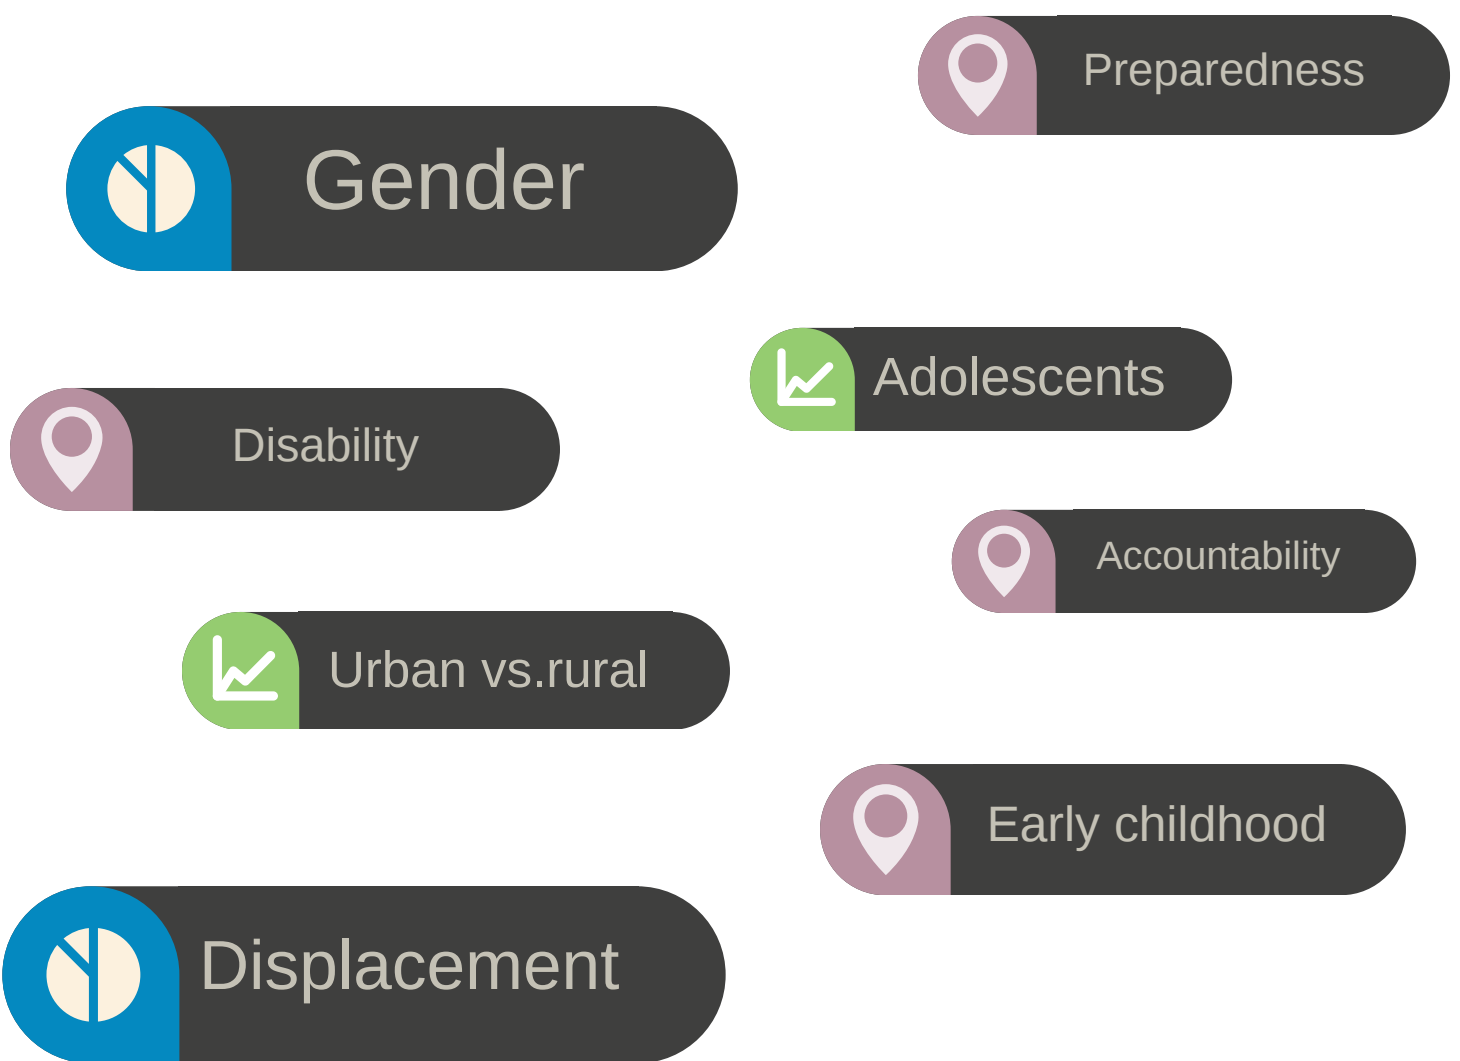 Preparedness
Gender
Adolescents
Disability
Accountability
Urban vs.rural
Early childhood
Displacement